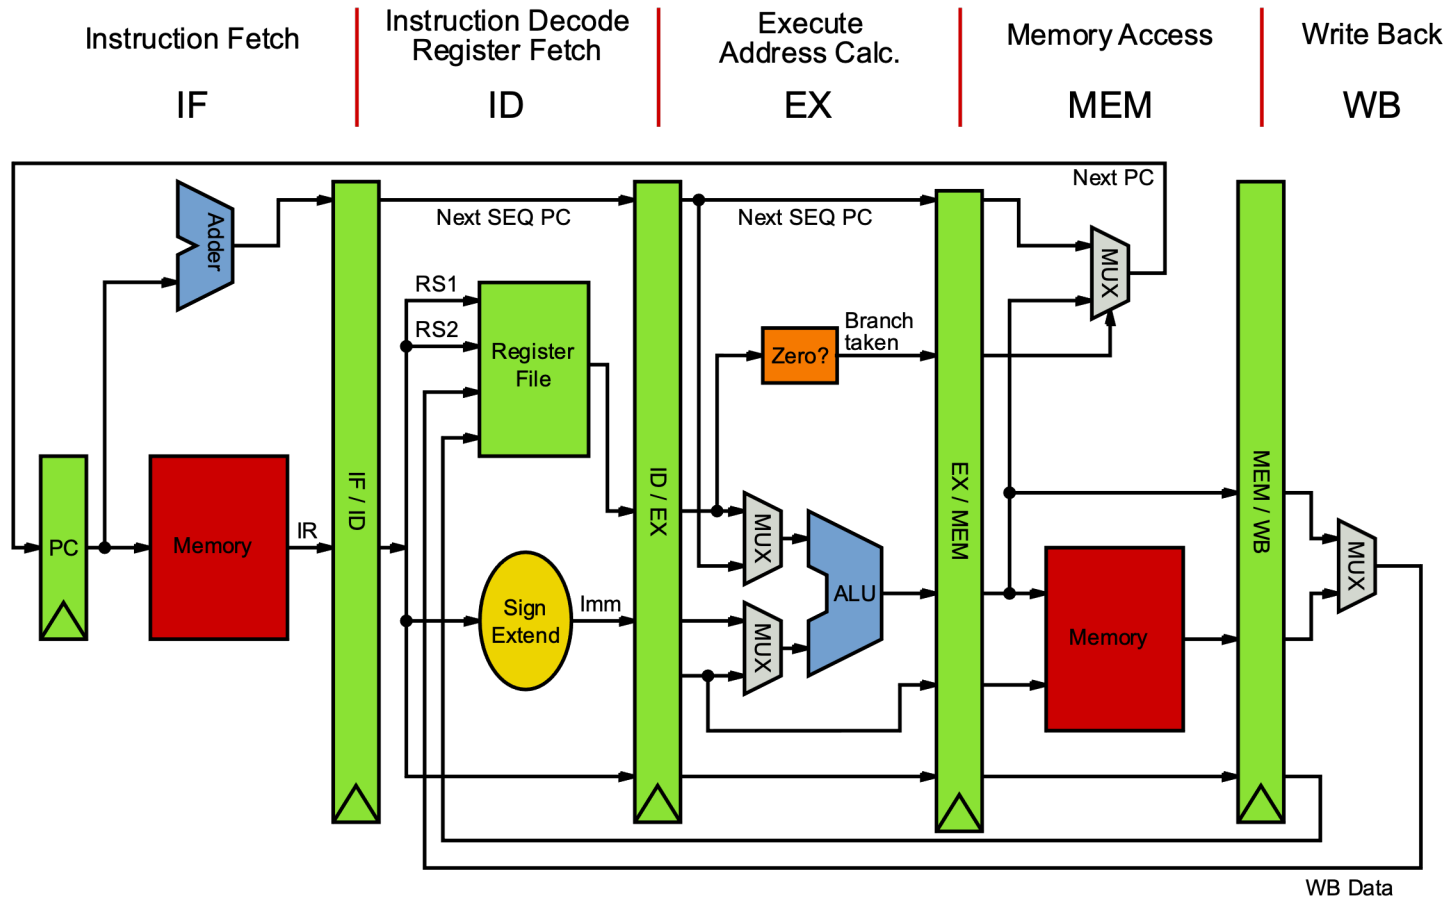 Instruction Fetch
Instruction Decode
Register Fetch
Execute
Address Calc.
Memory Access
Write Back
IF
ID
EX
MEM
WB
Next PC
Adder
Next SEQ PC
Next SEQ PC
MUX
RS1
RS2
Register
File
Branch
taken
Zero?
IF / ID
ID / EX
EX / MEM
MEM / WB
PC
Memory
IR
MUX
MUX
ALU
Sign
Extend
Imm
MUX
Memory
MUX
WB Data